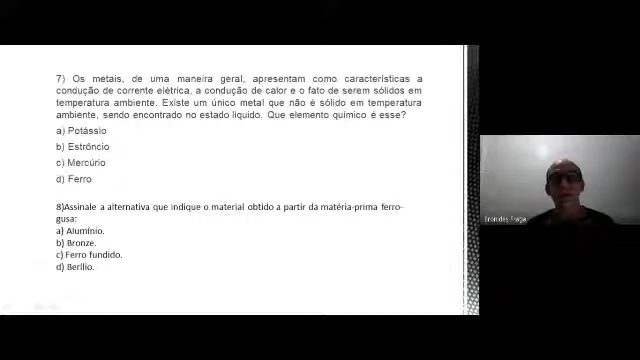 7) Os metais, de uma maneira geral, apresentam como características a
condução de corrente elétrica, a condução de calor e o fato de serem sólidos em
temperatura ambiente. Existe um único metal que não é sólido em temperatura
ambiente, sendo encontrado no estado líquido. Que elemento químico é esse?
a) Potássio
b) Estrôncio
c) Mercúrio
d) Ferro
8)Assinale a alternativa que indique o material obtido a partir da matéria-prima ferro-
gusa:
a) Alumínio.
b) Bronze.
c) Ferro fundido.
d) Berílio.
Fraga